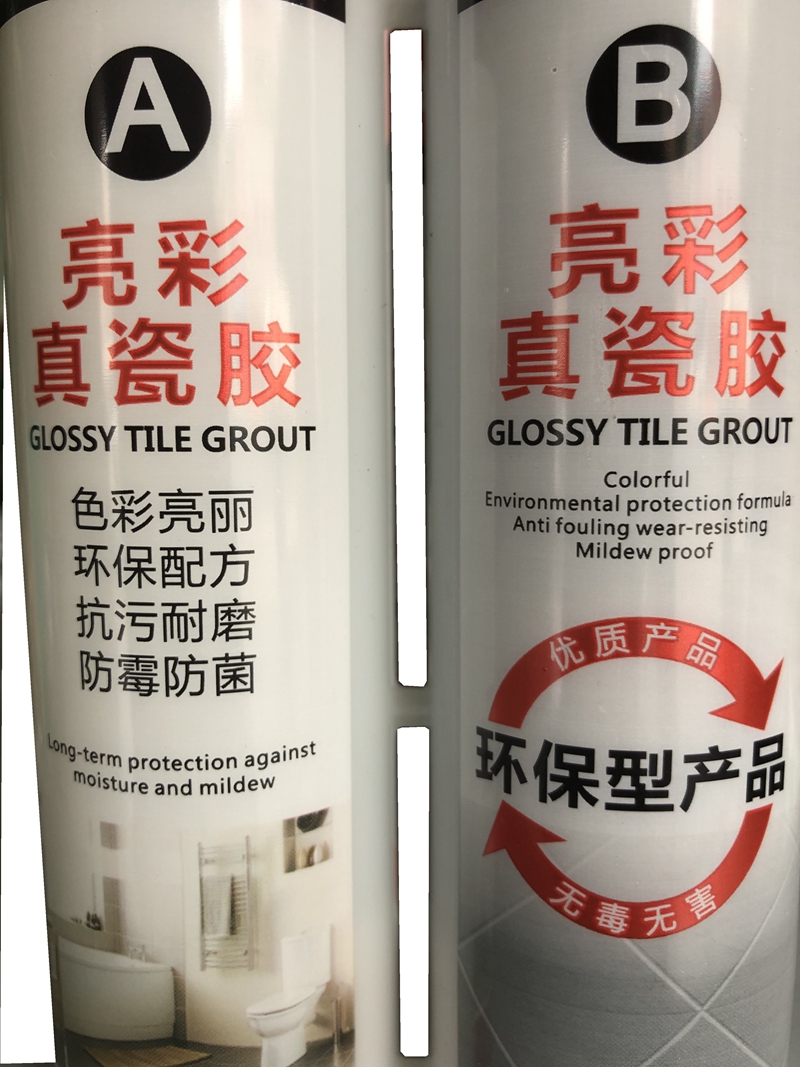 A
亮彩
真瓷胶
GLOSSY TILE GROUT
色彩亮丽
环保配方
抗污耐磨
防霉防菌
Long-term protection against
moisture and mildew
B
亮彩
真瓷胶
GLOSSY TILE GROUT
Colorful
Environmental protection formula
Anti fouling wear-resisting
Mildew proof
优质产品
环保型产品
无毒无害